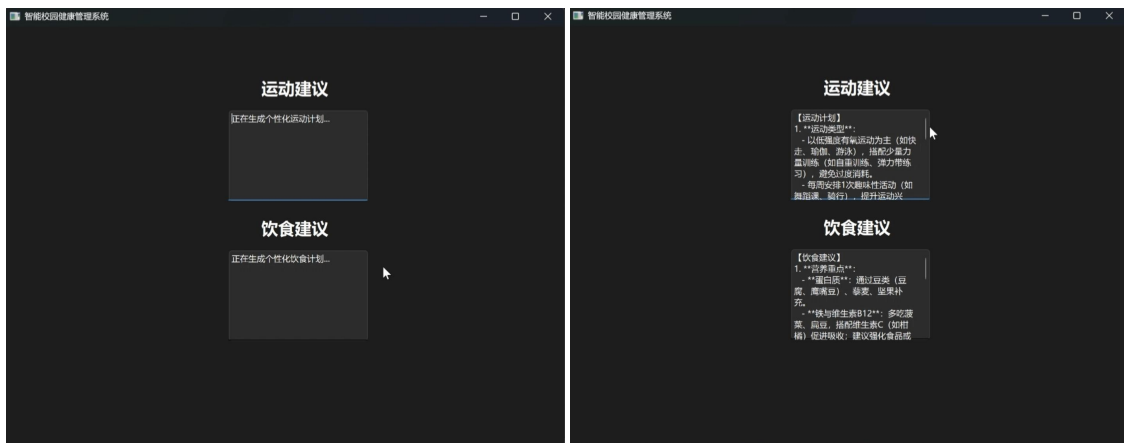 智能校园健康管理系统
运动建议
正在生成个性化运动计划...
饮食建议
正在生成个性化饮食计划...
智能校园健康管理系统
运动建议
【运动计划】
1. **运动类型**：
- 以低强度有氧运动为主（如快
走、瑜伽、游泳），搭配少量力
量训练（如自重训练、弹力带练
习），避免过度消耗。
- 每周安排1次趣味性活动（如
舞蹈课、骑行），提升运动兴
饮食建议
【饮食建议】
1. **营养重点**：
- **蛋白质**：通过豆类（豆
腐、鹰嘴豆）、藜麦、坚果补
充。
- **铁与维生素B12**：多吃菠
菜、扁豆，搭配维生素C（如柑
橘）促进吸收；建议强化食品或